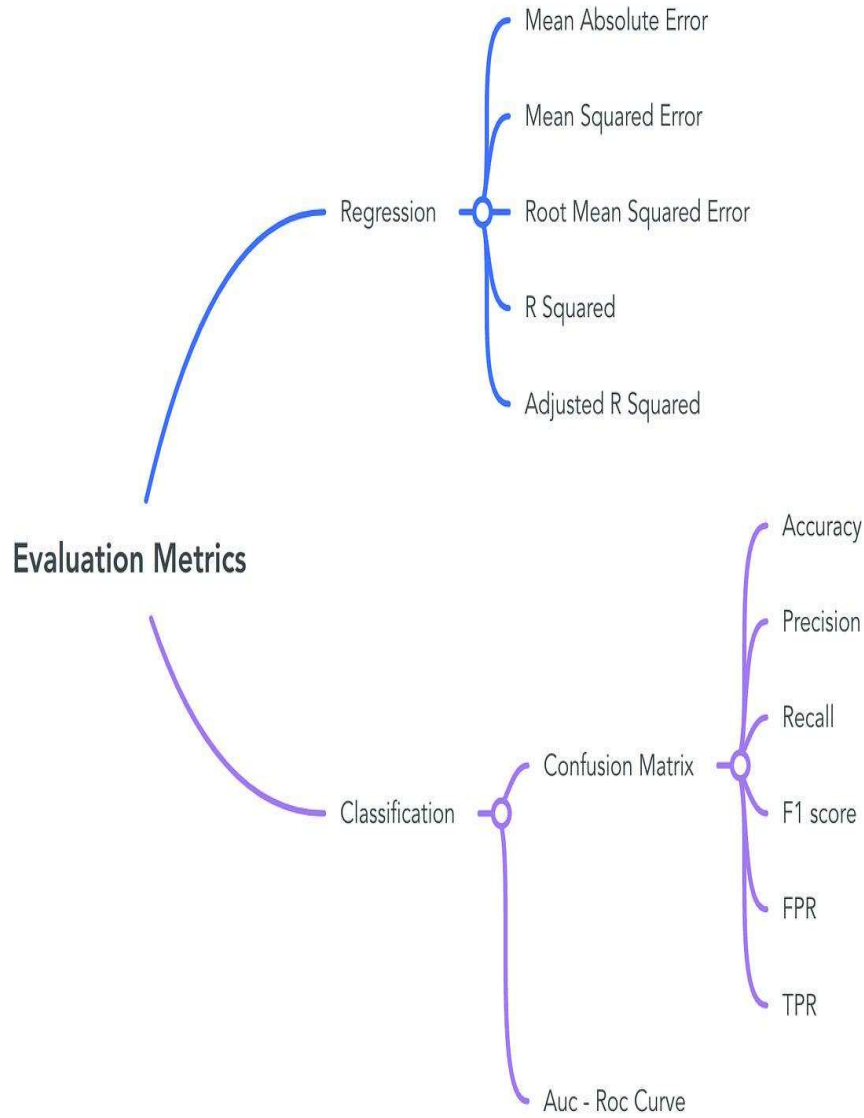 Mean Absolute Error
Mean Squared Error
Regression
Root Mean Squared Error
R Squared
Adjusted R Squared
Evaluation Metrics
Accuracy
Precision
Recall
Confusion Matrix
Classification
F1 score
FPR
TPR
Auc - Roc Curve